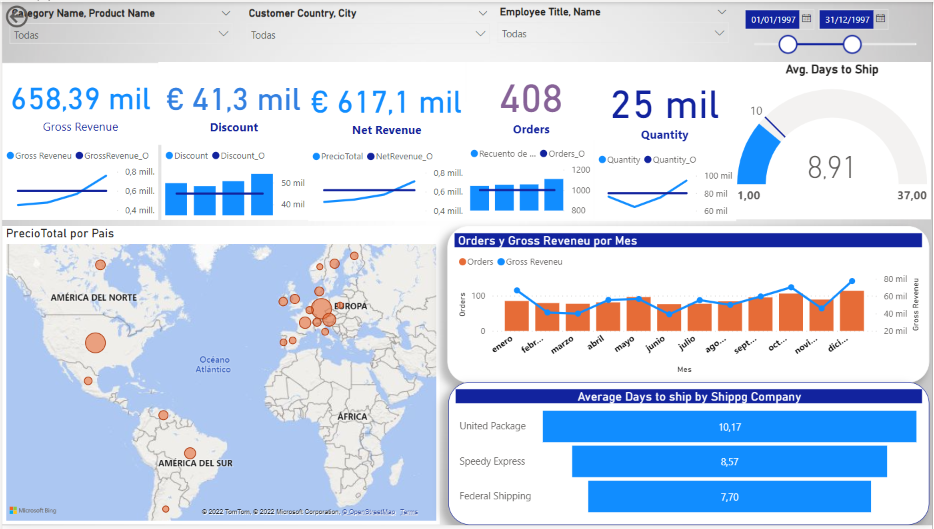 Category Name, Product Name
Todas
Customer Country, City
Todas
Employee Title, Name
Todas
01/01/1997
31/12/1997
658,39 mil
Gross Revenue
€ 41,3 mil
Discount
€ 617,1 mil
Net Revenue
408
Orders
25 mil
Quantity
Avg. Days to Ship
10
8,91
1,00
37,00
Gross Reveneu
GrossRevenue_O
0,8 mill.
0,6 mill.
0,4 mill.
Discount
Discount_O
50 mil
40 mil
PrecioTotal
NetRevenue_O
0,8 mill.
0,6 mill.
0,4 mill.
Recuento de ...
Orders_O
1200
1000
800
Quantity
Quantity_O
100 mil
80 mil
60 mil
PrecioTotal por Pais
AMÉRICA DEL NORTE
EUROPA
Océano
Atlántico
ÁFRICA
AMÉRICA DEL SUR
Microsoft Bing
© 2022 TomTom, © 2022 Microsoft Corporation, © OpenStreetMap Terms
Orders y Gross Reveneu por Mes
Orders
Gross Reveneu
Orders
100
0
80 mil
60 mil
40 mil
20 mil
Gross Reveneu
enero
febr...
marzo
abril
mayo
junio
julio
ago...
sept...
oct...
novi...
dici...
Mes
Average Days to ship by Shippg Company
United Package
10,17
Speedy Express
8,57
Federal Shipping
7,70